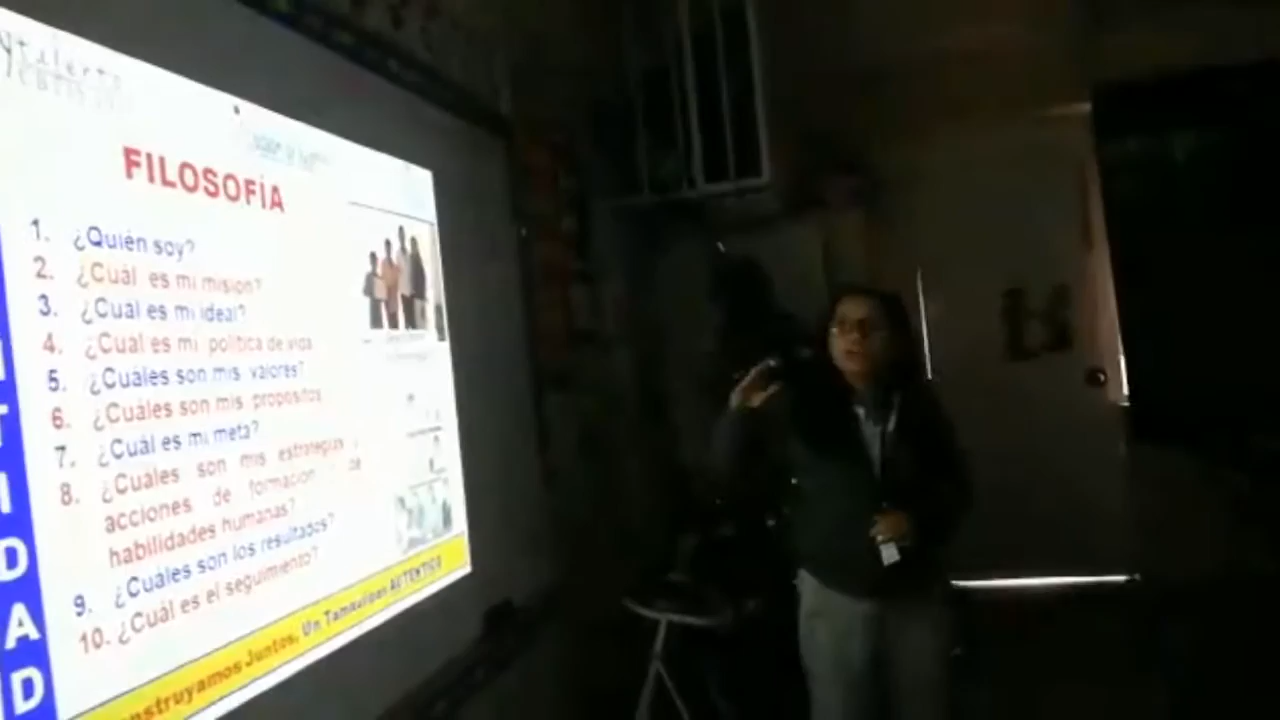 FILOSOFÍA
1. ¿Quién soy?
2. ¿Cuál es mi misión?
3. ¿Cuál es mi ideal?
4. ¿Cuál es mi política de vida
5. ¿Cuáles son mis valores?
6. ¿Cuáles son mis propósitos
7. ¿Cuál es mi meta?
8. ¿Cuáles son mis estrategias
acciones de formación de
habilidades humanas?
9. ¿Cuáles son los resultados?
10. ¿Cuál es el seguimiento?
nstruyamos Juntos, Un Tamaulipas AUTÉNTICO
TIDAD